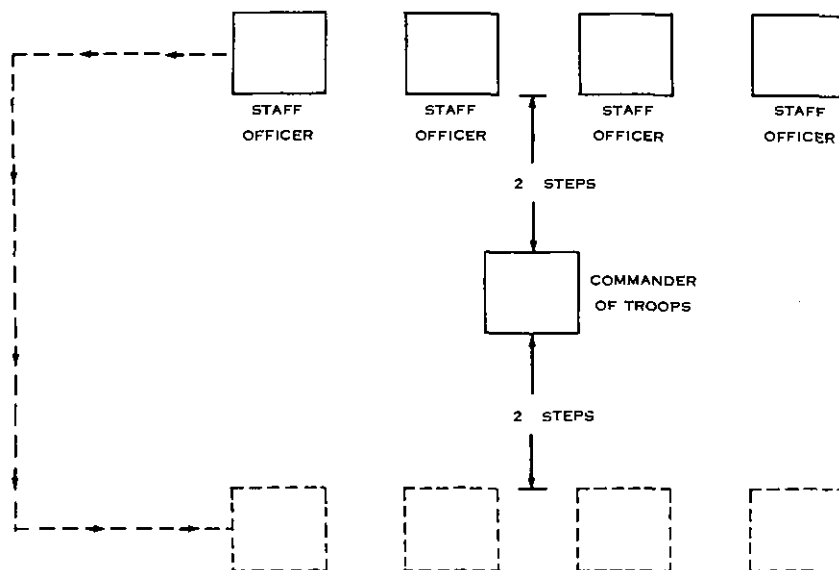 STAFF
OFFICER
STAFF
OFFICER
STAFF
OFFICER
STAFF
OFFICER
2 STEPS
COMMANDER
OF TROOPS
2 STEPS